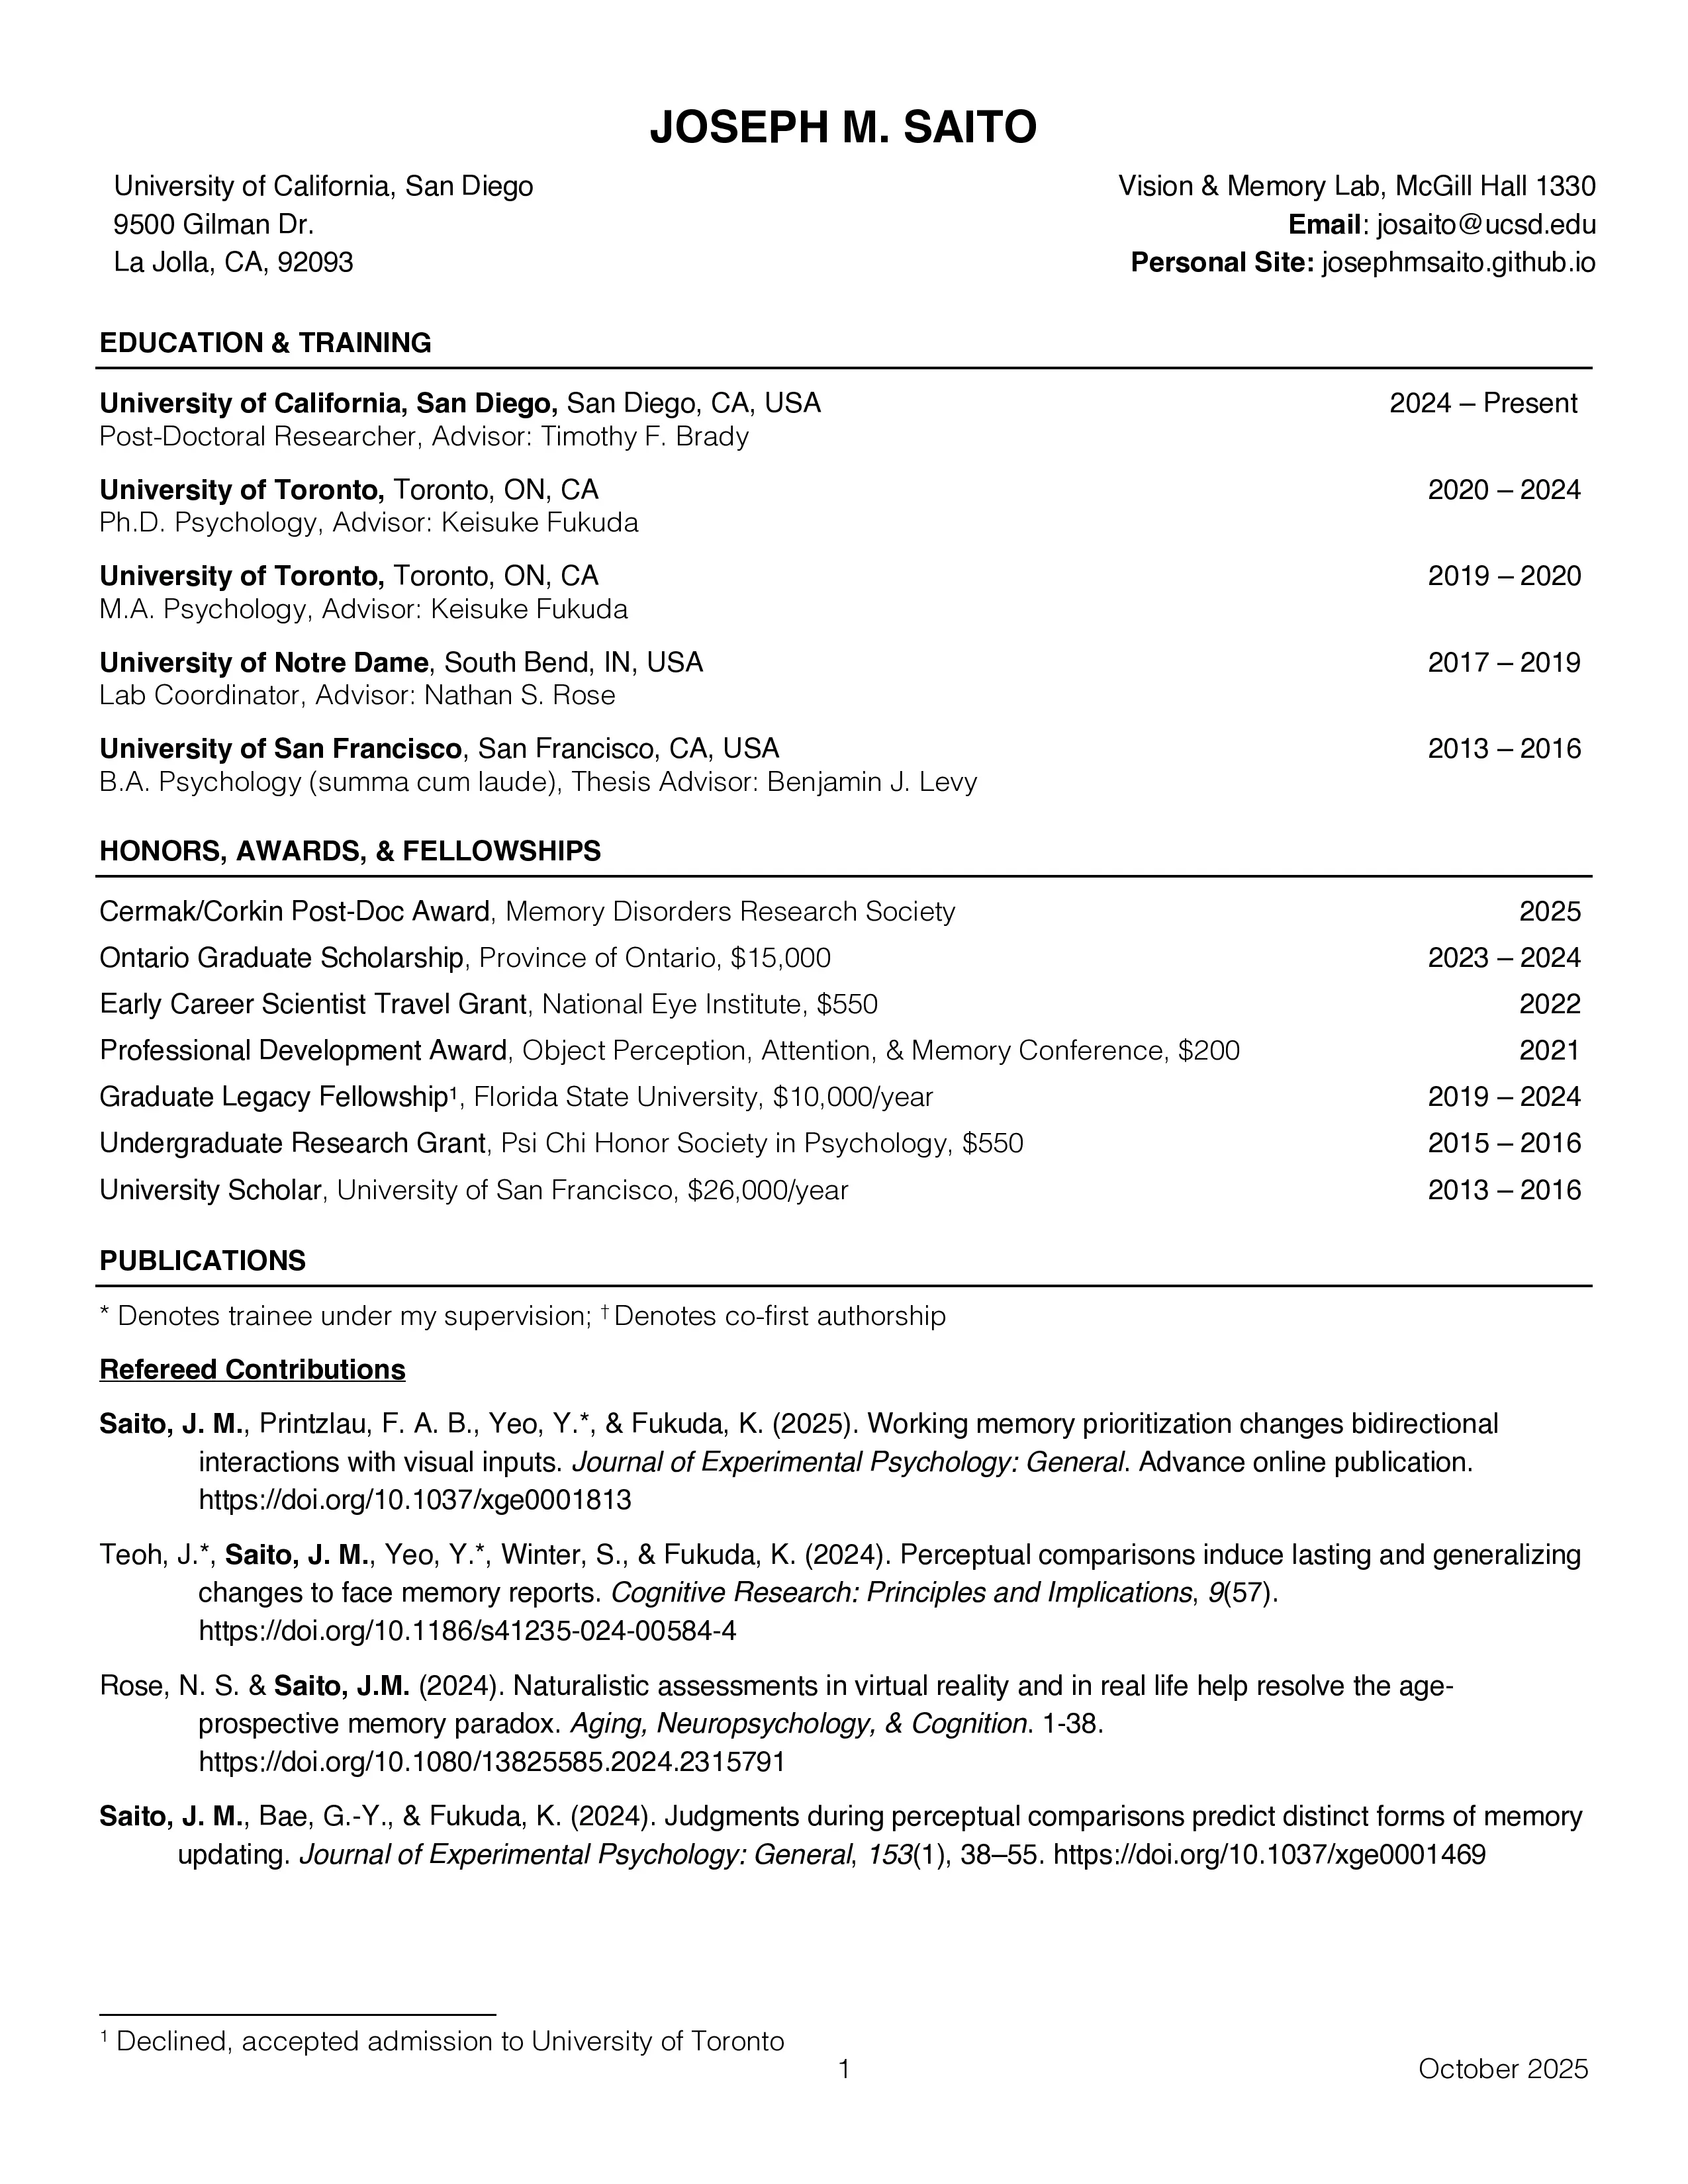 JOSEPH M. SAITO
University of California, San Diego
9500 Gilman Dr.
La Jolla, CA, 92093
Vision & Memory Lab, McGill Hall 1330
Email: josaito@ucsd.edu
Personal Site: josephmsaito.github.io
EDUCATION & TRAINING
University of California, San Diego, San Diego, CA, USA 2024 – Present
Post-Doctoral Researcher, Advisor: Timothy F. Brady
University of Toronto, Toronto, ON, CA 2020 – 2024
Ph.D. Psychology, Advisor: Keisuke Fukuda
University of Toronto, Toronto, ON, CA 2019 – 2020
M.A. Psychology, Advisor: Keisuke Fukuda
University of Notre Dame, South Bend, IN, USA 2017 – 2019
Lab Coordinator, Advisor: Nathan S. Rose
University of San Francisco, San Francisco, CA, USA 2013 – 2016
B.A. Psychology (summa cum laude), Thesis Advisor: Benjamin J. Levy
HONORS, AWARDS, & FELLOWSHIPS
Cermak/Corkin Post-Doc Award, Memory Disorders Research Society 2025
Ontario Graduate Scholarship, Province of Ontario, $15,000 2023 – 2024
Early Career Scientist Travel Grant, National Eye Institute, $550 2022
Professional Development Award, Object Perception, Attention, & Memory Conference, $200 2021
Graduate Legacy Fellowship¹, Florida State University, $10,000/year 2019 – 2024
Undergraduate Research Grant, Psi Chi Honor Society in Psychology, $550 2015 – 2016
University Scholar, University of San Francisco, $26,000/year 2013 – 2016
PUBLICATIONS
* Denotes trainee under my supervision; † Denotes co-first authorship
Refereed Contributions
Saito, J. M., Printzlau, F. A. B., Yeo, Y.*, & Fukuda, K. (2025). Working memory prioritization changes bidirectional
interactions with visual inputs. Journal of Experimental Psychology: General. Advance online publication.
https://doi.org/10.1037/xge0001813
Teoh, J.*, Saito, J. M., Yeo, Y.*, Winter, S., & Fukuda, K. (2024). Perceptual comparisons induce lasting and generalizing
changes to face memory reports. Cognitive Research: Principles and Implications, 9(57).
https://doi.org/10.1186/s41235-024-00584-4
Rose, N. S. & Saito, J.M. (2024). Naturalistic assessments in virtual reality and in real life help resolve the age-
prospective memory paradox. Aging, Neuropsychology, & Cognition. 1-38.
https://doi.org/10.1080/13825585.2024.2315791
Saito, J. M., Bae, G.-Y., & Fukuda, K. (2024). Judgments during perceptual comparisons predict distinct forms of memory
updating. Journal of Experimental Psychology: General, 153(1), 38–55. https://doi.org/10.1037/xge0001469
¹ Declined, accepted admission to University of Toronto
1
October 2025